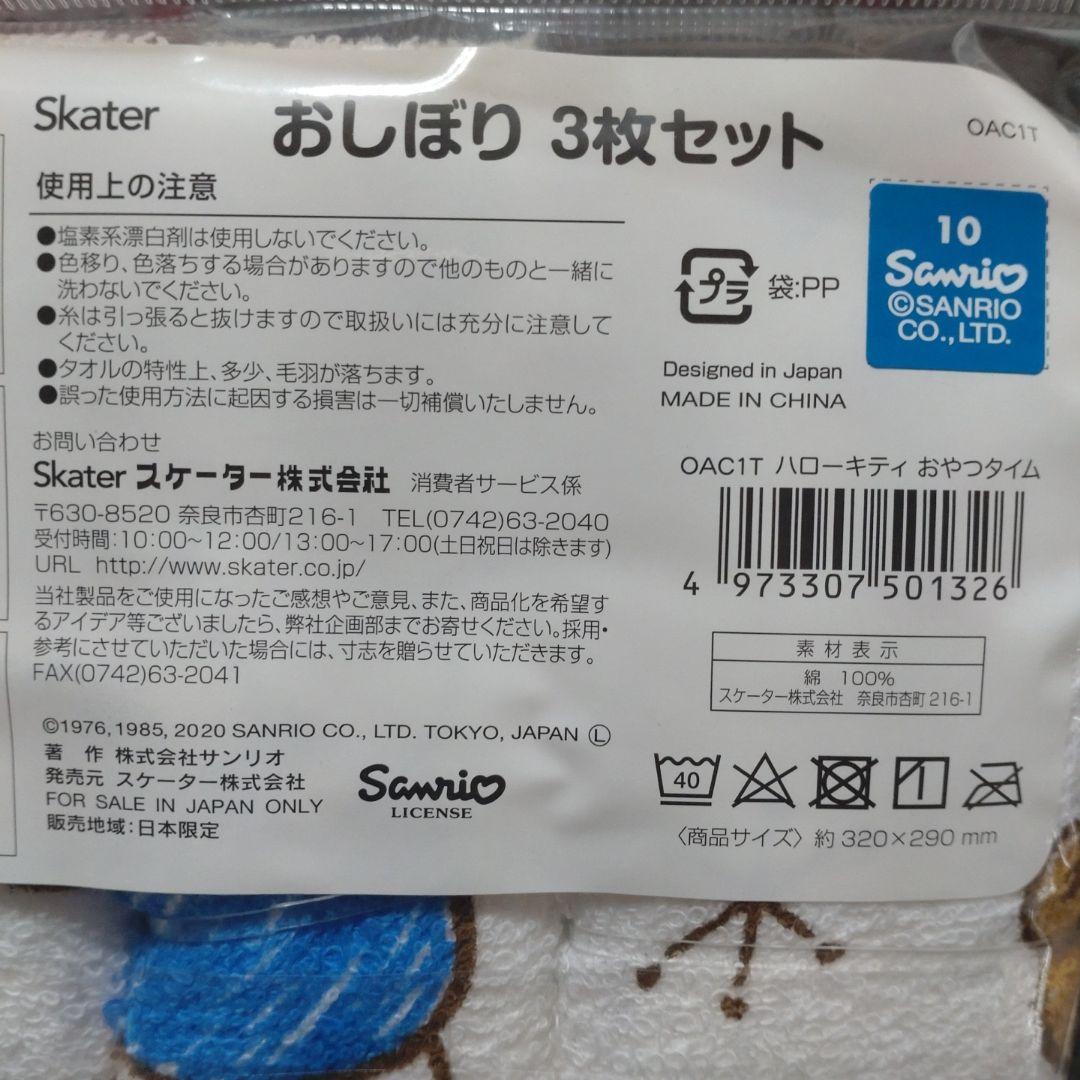 Skater
おしぼり 3枚セット
OAC1T
使用上の注意
●塩素系漂白剤は使用しないでください。
●色移り、色落ちする場合がありますので他のものと一緒に
洗わないでください。
●糸は引っ張ると抜けますので取扱いには充分に注意して
ください。
●タオルの特性上、多少、毛羽が落ちます。
●誤った使用方法に起因する損害は一切補償いたしません。
お問い合わせ
Skater スケーター株式会社 消費者サービス係
〒630-8520 奈良市杏町216-1 TEL(0742)63-2040
受付時間:10:00~12:00/13:00~17:00(土日祝日は除きます)
URL http://www.skater.co.jp/
当社製品をご使用になったご感想やご意見、また、商品化を希望す
るアイデア等ございましたら、弊社企画部までお寄せください。採用・
参考にさせていただいた場合には、寸志を贈らせていただきます。
FAX(0742)63-2041
©1976,1985, 2020 SANRIO CO., LTD. TOKYO, JAPAN Ⓛ
著 作 株式会社サンリオ
発売元 スケーター株式会社
FOR SALE IN JAPAN ONLY
販売地域:日本限定
Sanrio
LICENSE
プラ 袋:PP
10
Sanrio
©SANRIO
CO.,LTD.
Designed in Japan
MADE IN CHINA
OAC1T ハローキティ おやつタイム
4 973307 501326
素材表示
綿 100%
スケーター株式会社 奈良市杏町216-1
40
〈商品サイズ〉約320×290mm